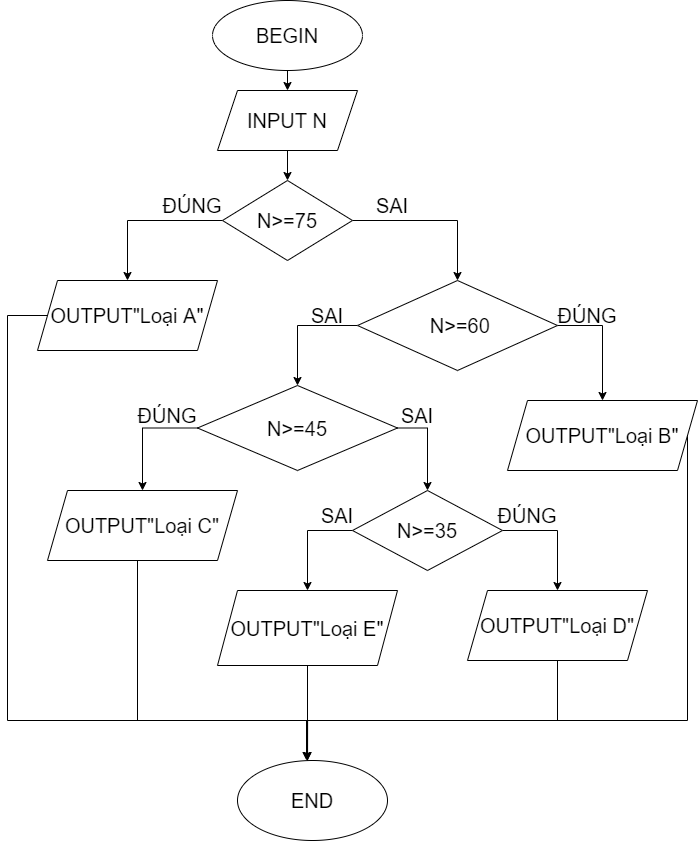 BEGIN
INPUT N
ĐÚNG
SAI
N>=75
OUTPUT"Loại A"
SAI
N>=60
ĐÚNG
ĐÚNG
N>=45
SAI
OUTPUT"Loại B"
OUTPUT"Loại C"
SAI
N>=35
ĐÚNG
OUTPUT"Loại E"
OUTPUT"Loại D"
END